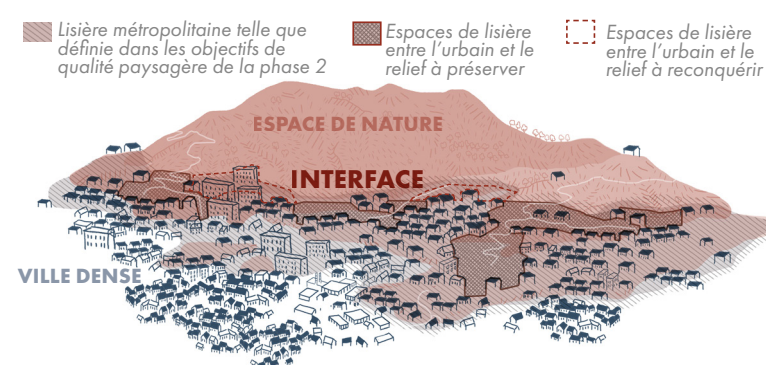 Lisière métropolitaine telle que
définie dans les objectifs de
qualité paysagère de la phase 2
Espaces de lisière
entre l'urbain et le
relief à préserver
Espaces de lisière
entre l'urbain et le
relief à reconquérir
ESPACE DE NATURE
INTERFACE
VILLE DENSE